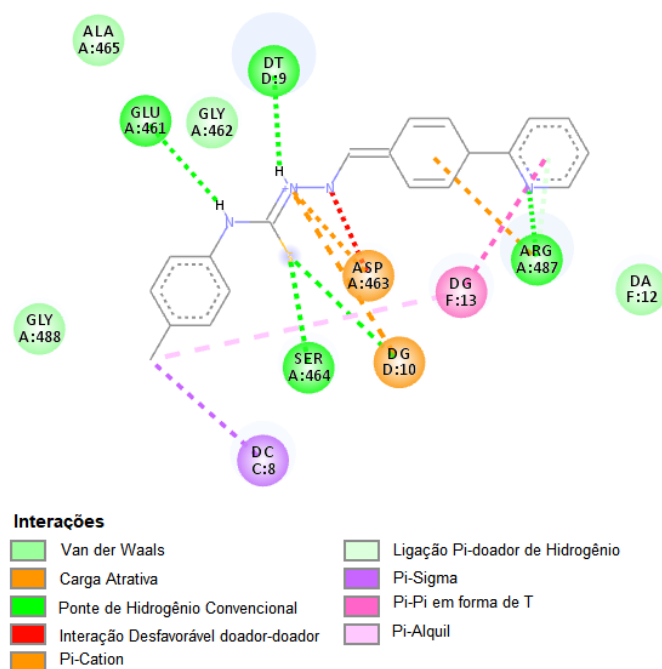 ALA
A:465
DT
D:9
GLU
A:461
GLY
A:462
H
H
N
N
N
N
ARG
A:487
ASP
A:463
DG
F:13
DA
F:12
GLY
A:488
SER
A:464
DG
D:10
DC
C:8
Interações
Van der Waals
Carga Atrativa
Ponte de Hidrogênio Convencional
Interação Desfavorável doador-doador
Pi-Cation
Ligação Pi-doador de Hidrogênio
Pi-Sigma
Pi-Pi em forma de T
Pi-Alquil